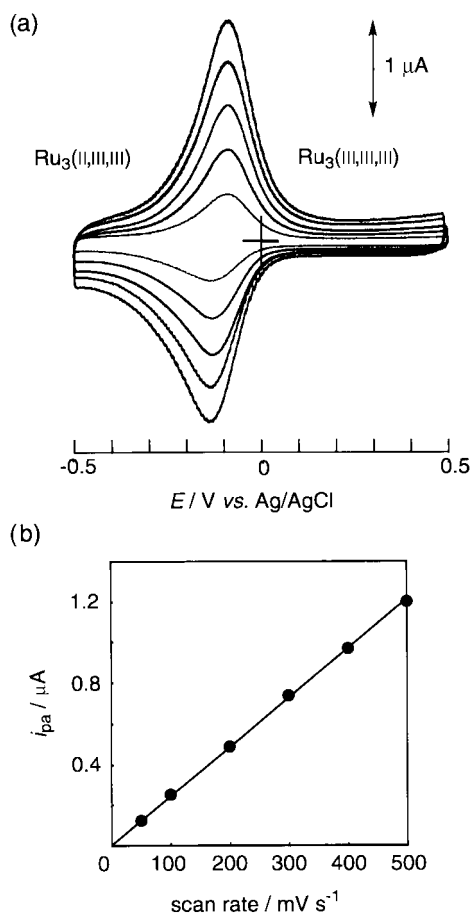 (a)
1 μA
Ru₃(II,III,III) Ru₃(III,III,III)
-0.5 0 0.5
E / V vs. Ag/AgCl
(b)
1.2
0.8
0.4
i_pa / μA
0 100 200 300 400 500
scan rate / mV s⁻¹